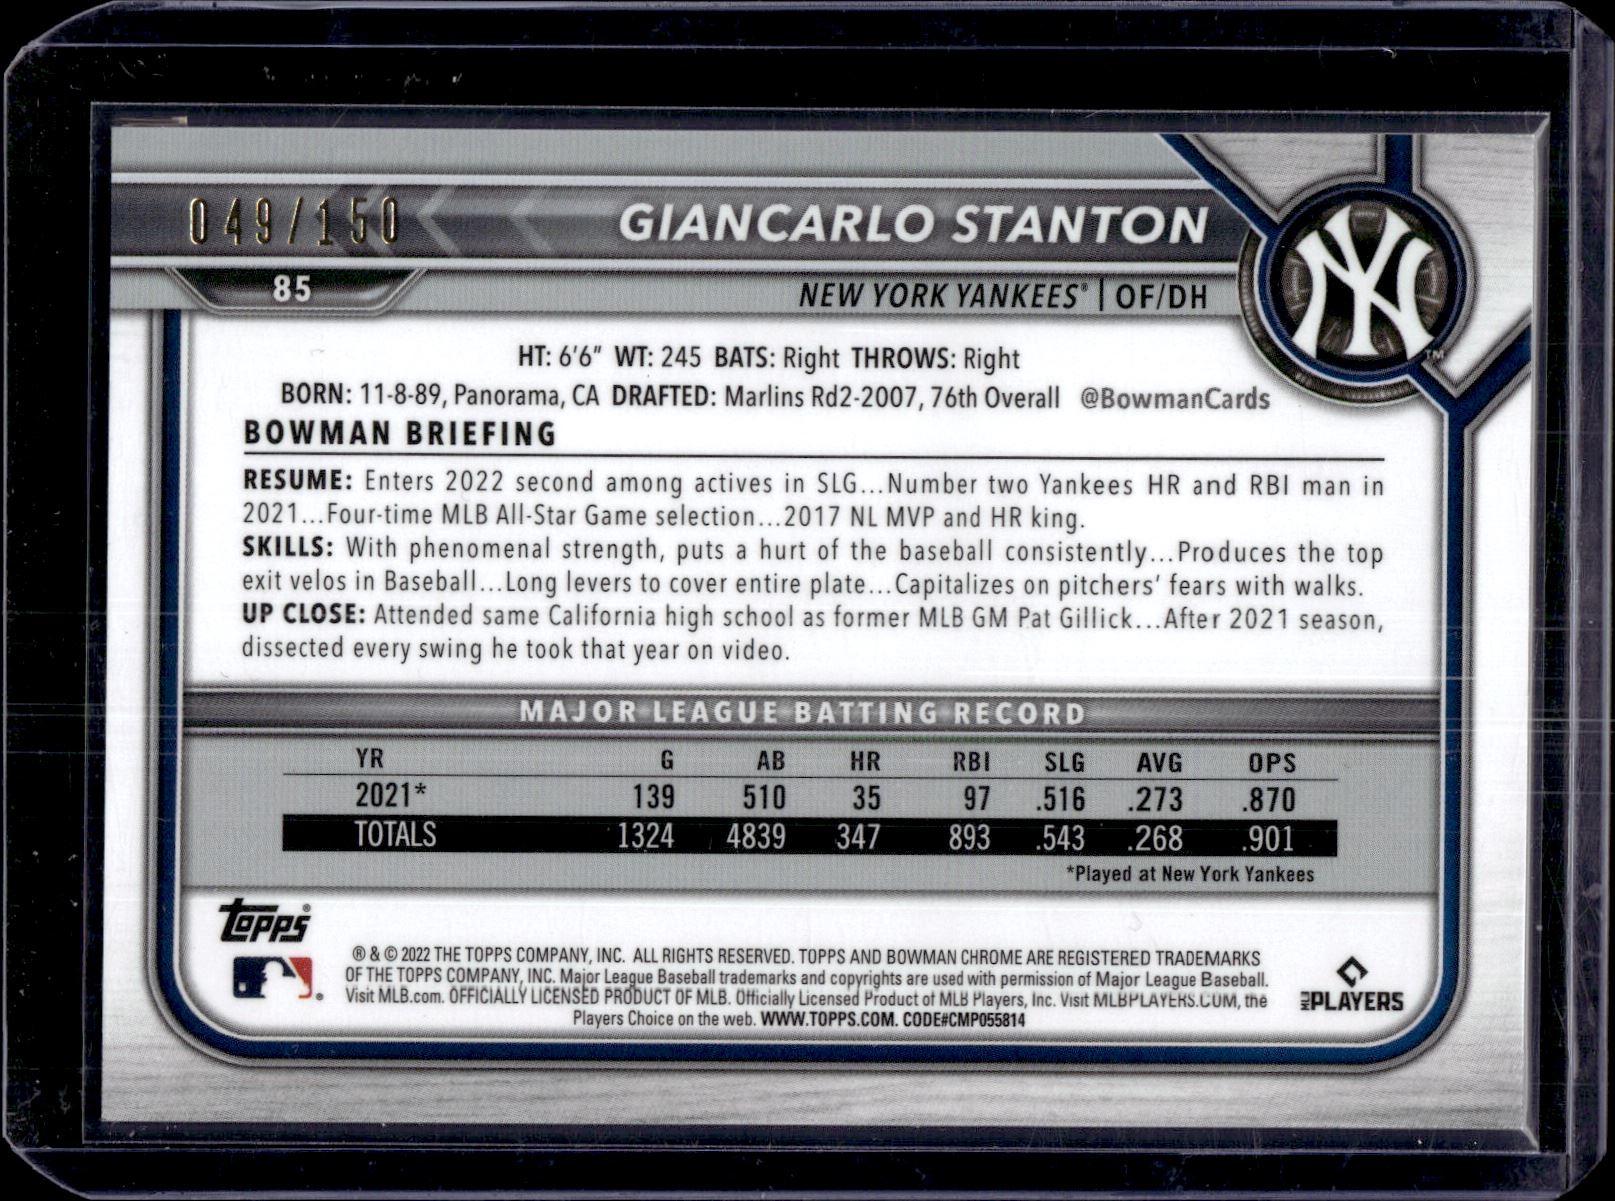 049/150
GIANCARLO STANTON
85
NEW YORK YANKEES® | OF/DH
NY
TM
HT: 6'6" WT: 245 BATS: Right THROWS: Right
BORN: 11-8-89, Panorama, CA DRAFTED: Marlins Rd2-2007, 76th Overall @BowmanCards
BOWMAN BRIEFING
RESUME: Enters 2022 second among actives in SLG...Number two Yankees HR and RBI man in
2021...Four-time MLB All-Star Game selection...2017 NL MVP and HR king.
SKILLS: With phenomenal strength, puts a hurt of the baseball consistently...Produces the top
exit velos in Baseball...Long levers to cover entire plate...Capitalizes on pitchers' fears with walks.
UP CLOSE: Attended same California high school as former MLB GM Pat Gillick...After 2021 season,
dissected every swing he took that year on video.
MAJOR LEAGUE BATTING RECORD
YR G AB HR RBI SLG AVG OPS
2021* 139 510 35 97 .516 .273 .870
TOTALS 1324 4839 347 893 .543 .268 .901
*Played at New York Yankees
Topps®
® & © 2022 THE TOPPS COMPANY, INC. ALL RIGHTS RESERVED. TOPPS AND BOWMAN CHROME ARE REGISTERED TRADEMARKS
OF THE TOPPS COMPANY, INC. Major League Baseball trademarks and copyrights are used with permission of Major League Baseball.
Visit MLB.com. OFFICIALLY LICENSED PRODUCT OF MLB. Officially Licensed Product of MLB Players, Inc. Visit MLBPLAYERS.COM, the
Players Choice on the web. WWW.TOPPS.COM. CODE#CMP055814
MLB PLAYERS